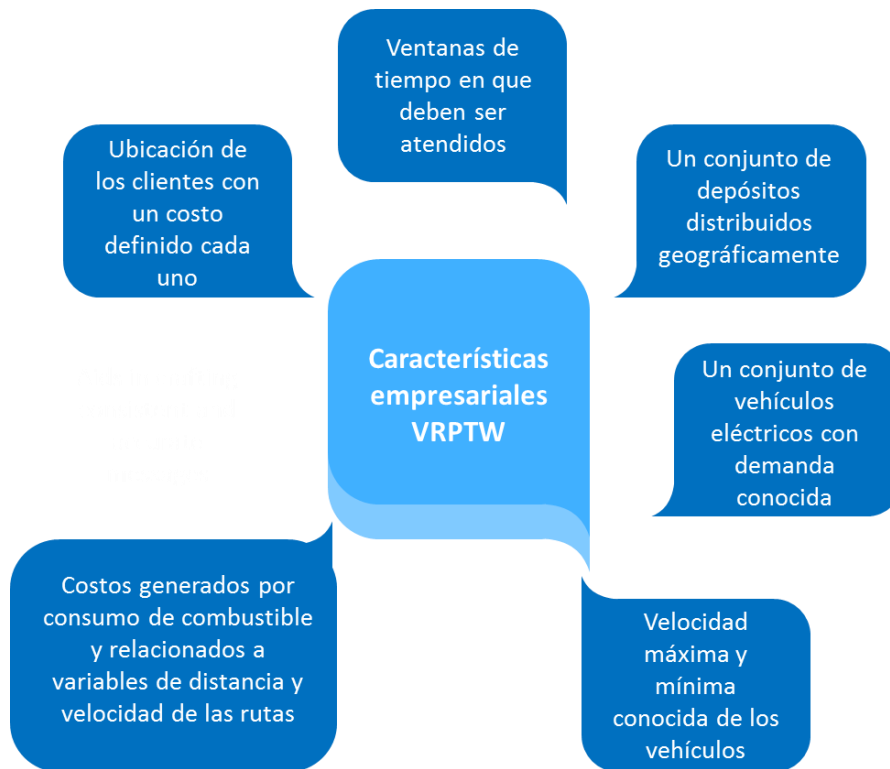 Ventanas de
tiempo en que
deben ser
atendidos
Ubicación de
los clientes con
un costo
definido cada
uno
Un conjunto de
depósitos
distribuidos
geográficamente
Característícas
empresariales
VRPTW
Un conjunto de
vehículos
eléctricos con
demanda
conocida
Costos generados por
consumo de combustible
y relacionados a
variables de distancia y
velocidad de las rutas
Velocidad
máxima y
mínima
conocida de los
vehículos